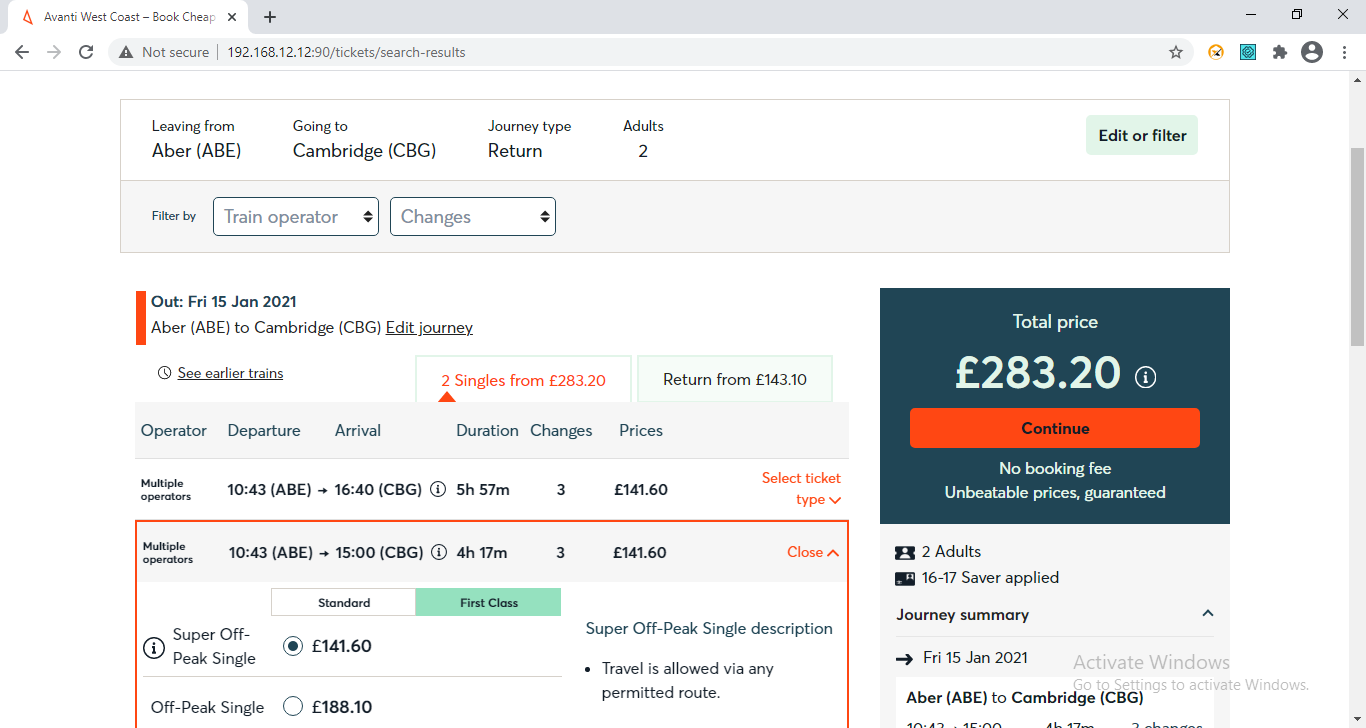 Avanti West Coast – Book Cheap
Not secure
192.168.12.12:90/tickets/search-results
Leaving from
Going to
Journey type
Adults
Aber (ABE)
Cambridge (CBG)
Return
2
Edit or filter
Filter by
Train operator
Changes
Out: Fri 15 Jan 2021
Aber (ABE) to Cambridge (CBG) Edit journey
See earlier trains
2 Singles from £283.20
Return from £143.10
Operator Departure Arrival Duration Changes Prices
Multiple
operators
10:43 (ABE) → 16:40 (CBG) 5h 57m 3 £141.60
Select ticket
type
Multiple
operators
10:43 (ABE) → 15:00 (CBG) 4h 17m 3 £141.60
Close
Standard
First Class
Super Off-
Peak Single
£141.60
Off-Peak Single
£188.10
Super Off-Peak Single description
• Travel is allowed via any
permitted route.
Total price
£283.20
Continue
No booking fee
Unbeatable prices, guaranteed
2 Adults
16-17 Saver applied
Journey summary
→ Fri 15 Jan 2021
Aber (ABE) to Cambridge (CBG)
10:43 → 15:00 4h 17m 3 changes
Activate Windows
Go to Settings to activate Windows.